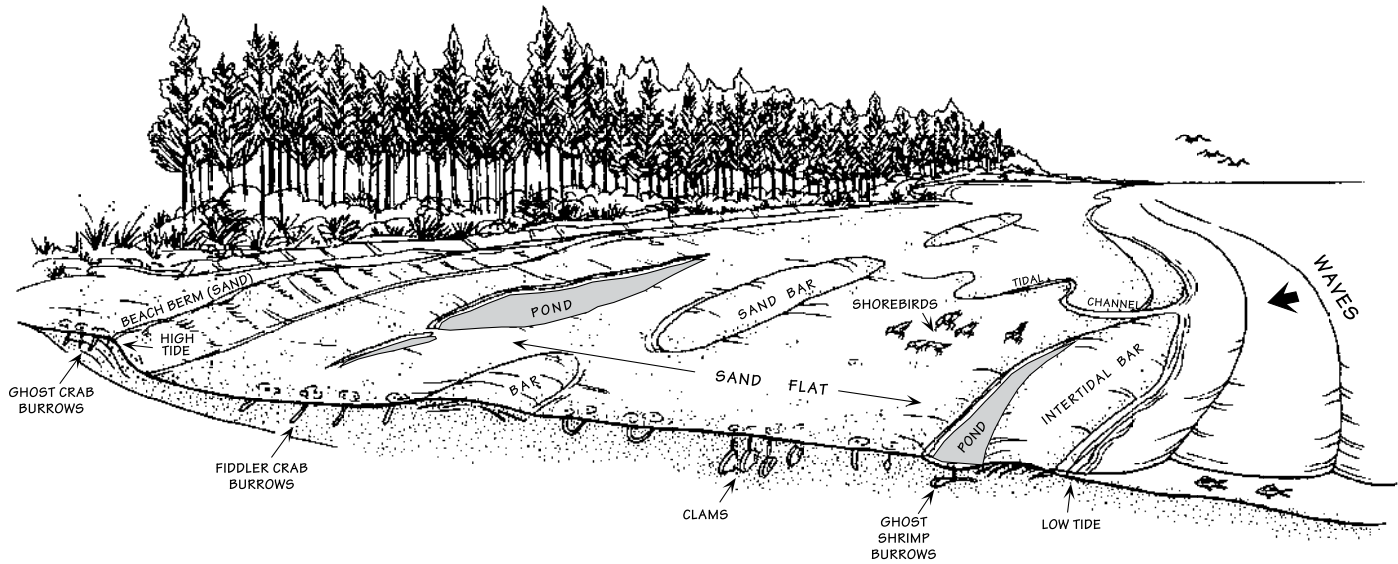 WAVES
BEACH BERM (SAND)
HIGH
TIDE
GHOST CRAB
BURROWS
POND
SAND BAR
SHOREBIRDS
TIDAL
CHANNEL
BAR
SAND FLAT
INTERTIDAL BAR
POND
FIDDLER CRAB
BURROWS
CLAMS
GHOST
SHRIMP
BURROWS
LOW TIDE